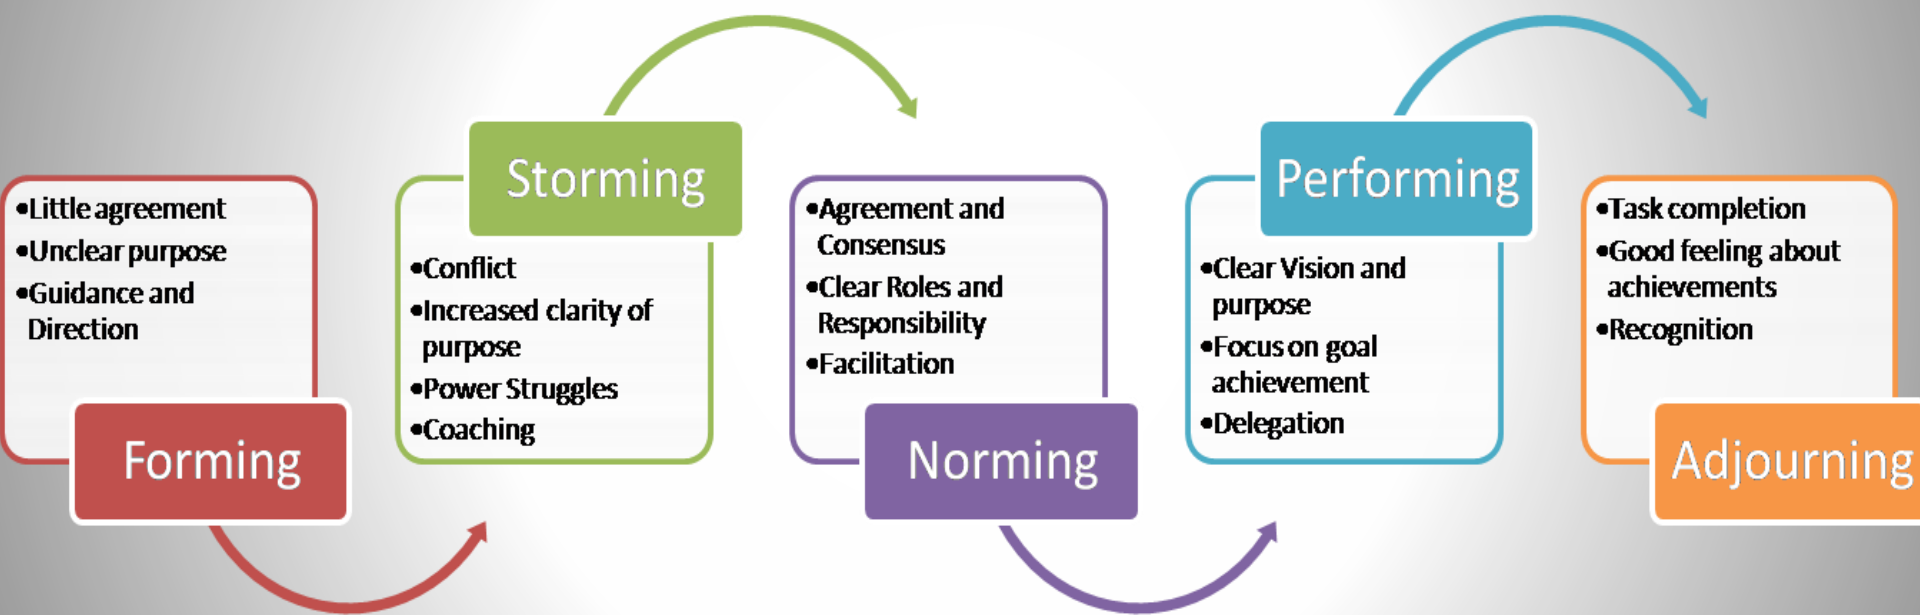 •Little agreement
•Unclear purpose
•Guidance and
Direction
Forming
Storming
•Conflict
•Increased clarity of
purpose
•Power Struggles
•Coaching
•Agreement and
Consensus
•Clear Roles and
Responsibility
•Facilitation
Norming
Performing
•Clear Vision and
purpose
•Focus on goal
achievement
•Delegation
•Task completion
•Good feeling about
achievements
•Recognition
Adjourning